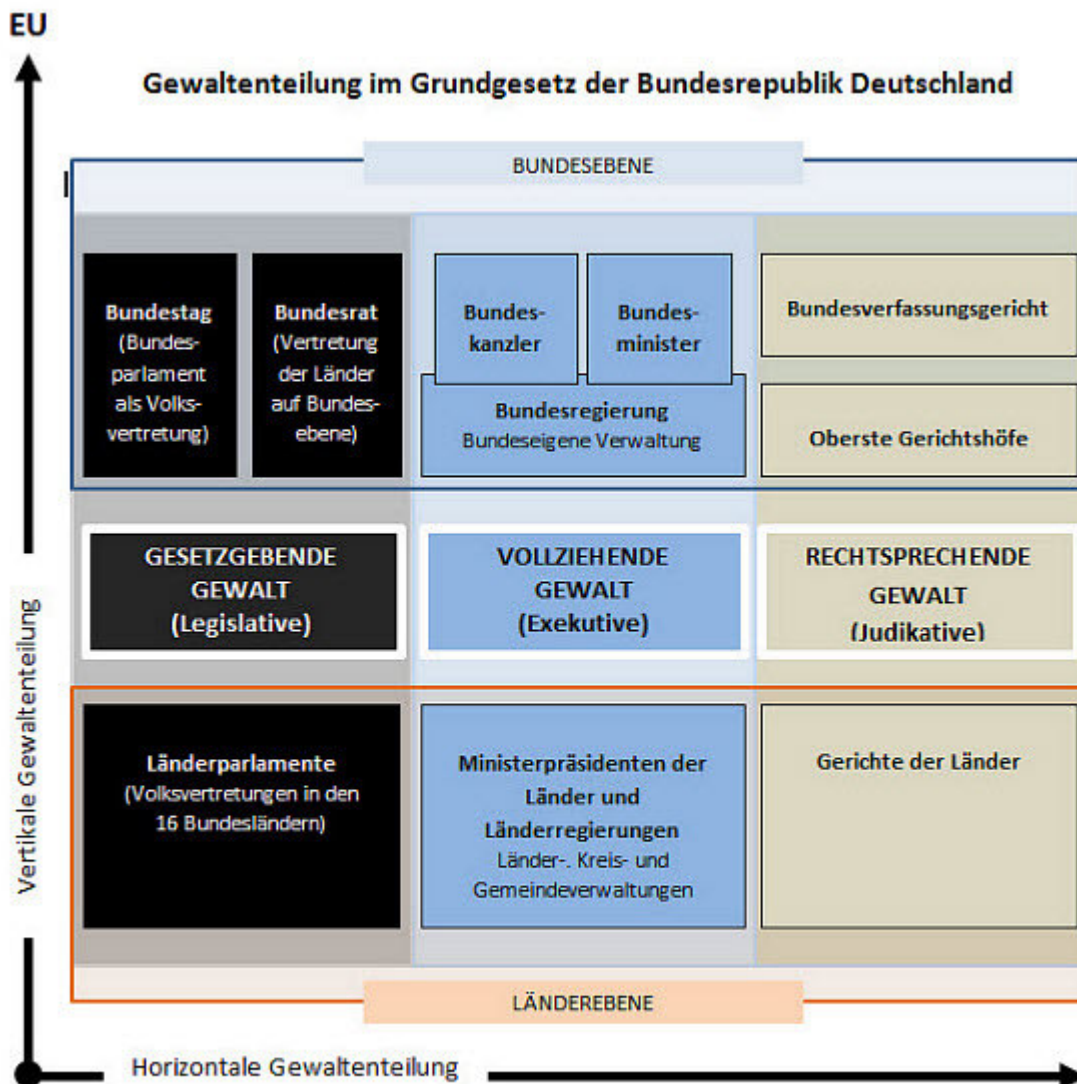 EU
Gewaltenteilung im Grundgesetz der Bundesrepublik Deutschland
BUNDESEBENE
Bundestag
(Bundes-
parlament
als Volks-
vertretung)
Bundesrat
(Vertretung
der Länder
auf Bundes-
ebene)
Bundes-
kanzler
Bundes-
minister
Bundesregierung
Bundeseigene Verwaltung
Bundesverfassungsgericht
Oberste Gerichtshöfe
GESETZGEBENDE
GEWALT
(Legislative)
VOLLZIEHENDE
GEWALT
(Exekutive)
RECHTSPRECHENDE
GEWALT
(Judikative)
Länderparlamente
(Volksvertretungen in den
16 Bundesländern)
Ministerpräsidenten der
Länder und
Länderregierungen
Länder-. Kreis- und
Gemeindeverwaltungen
Gerichte der Länder
LÄNDEREBENE
Vertikale Gewaltenteilung
Horizontale Gewaltenteilung